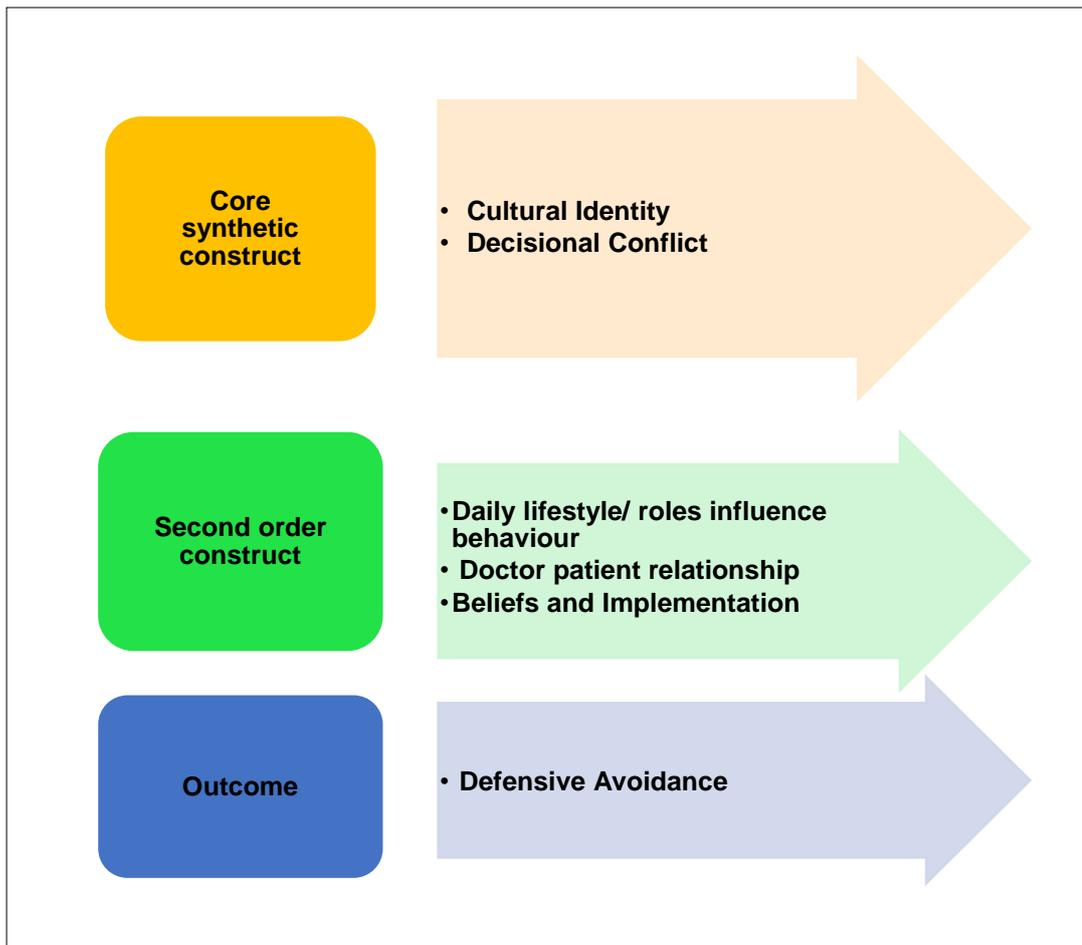 Core
synthetic
construct
• Cultural Identity
• Decisional Conflict
Second order
construct
• Daily lifestyle/ roles influence
behaviour
• Doctor patient relationship
• Beliefs and Implementation
Outcome
• Defensive Avoidance